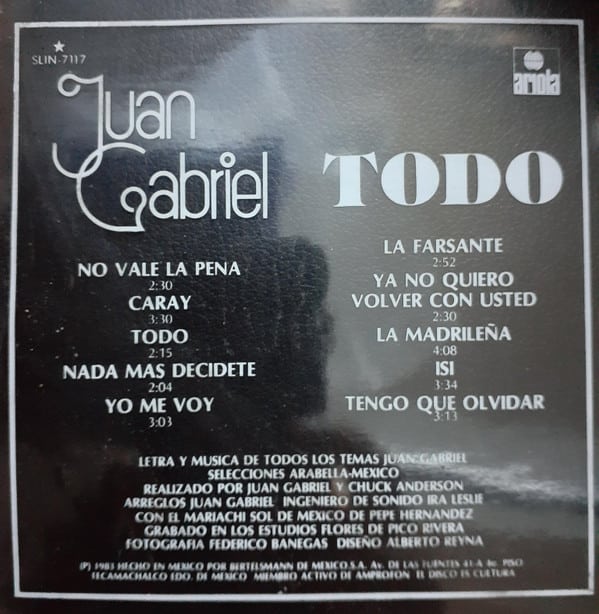 SLIN-7117
Juan
Gabriel
ariola
TODO
NO VALE LA PENA
2:30
CARAY
3:30
TODO
2:15
NADA MAS DECIDETE
2:04
YO ME VOY
3:03
LA FARSANTE
2:52
YA NO QUIERO
VOLVER CON USTED
2:30
LA MADRILEÑA
4:08
ISI
3:34
TENGO QUE OLVIDAR
3:13
LETRA Y MUSICA DE TODOS LOS TEMAS JUAN GABRIEL
SELECCIONES ARABELLA-MEXICO
REALIZADO POR JUAN GABRIEL Y CHUCK ANDERSON
ARREGLOS JUAN GABRIEL INGENIERO DE SONIDO IRA LESLIE
CON EL MARIACHI SOL DE MEXICO DE PEPE HERNANDEZ
GRABADO EN LOS ESTUDIOS FLORES DE PICO RIVERA
FOTOGRAFIA FEDERICO BANEGAS DISEÑO ALBERTO REYNA
(P) 1983 HECHO EN MEXICO POR BERTELSMANN DE MEXICO, S.A. Av. DE LAS FUENTES 41-A 4o. PISO
TECAMACHALCO EDO. DE MEXICO MIEMBRO ACTIVO DE AMPROFON EL DISCO ES CULTURA